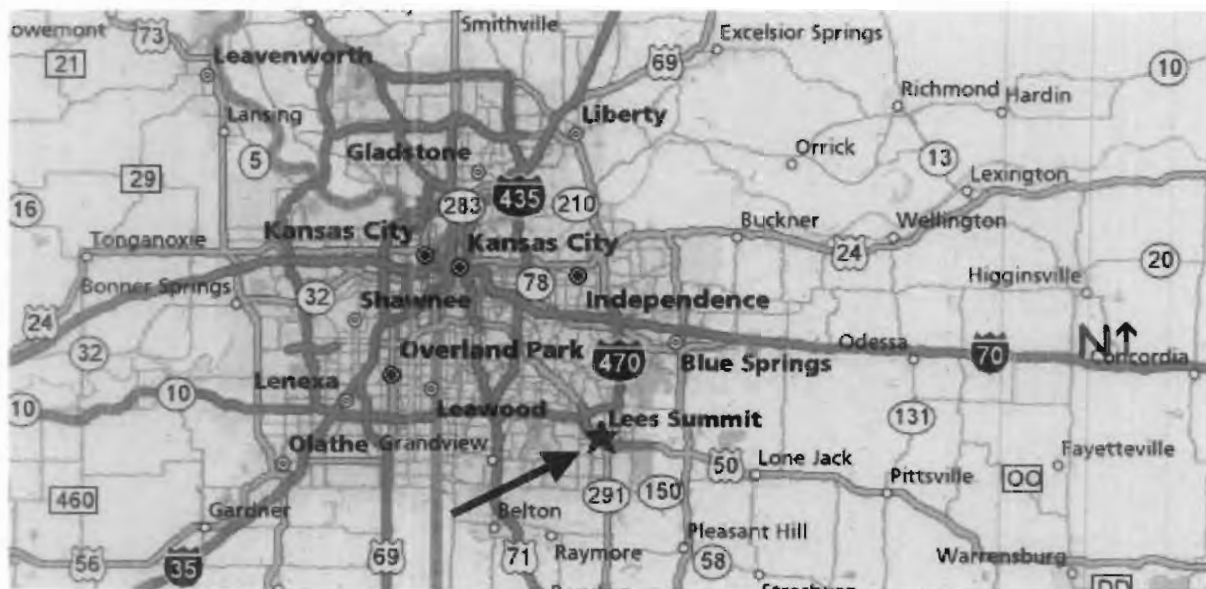 Smithville
owemont
73
Excelsior Springs
69
21
Leavenworth
10
Richmond
Hardin
Lansing
Liberty
5
Gladstone
Orrick
13
29
Lexington
16
283
435
210
Buckner
Wellington
Tonganoxie
Kansas City
Kansas City
24
20
Bonner Springs
78
Higginsville
32
Shawnee
Independence
24
N↑
32
Overland Park
470
Odessa
70
Concordia
Blue Springs
Lenexa
10
10
Leawood
Lees Summit
131
Olathe
Grandview
Fayetteville
50
Lone Jack
Pittsville
OO
460
291
150
Gardner
Belton
Pleasant Hill
56
35
69
71
Raymore
58
Warrensburg
DD